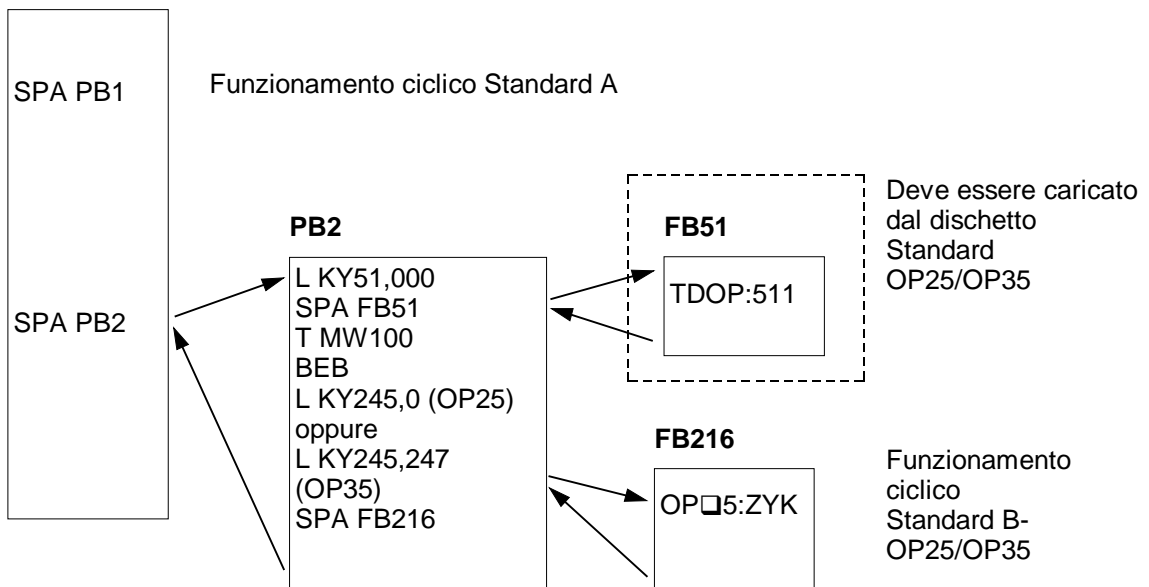 SPA PB1
Funzionamento ciclico Standard A
SPA PB2
PB2
L KY51,000
SPA FB51
T MW100
BEB
L KY245,0 (OP25)
oppure
L KY245,247
(OP35)
SPA FB216
FB51
TDOP:511
Deve essere caricato
dal dischetto
Standard
OP25/OP35
FB216
OP❑5:ZYK
Funzionamento
ciclico
Standard B-
OP25/OP35